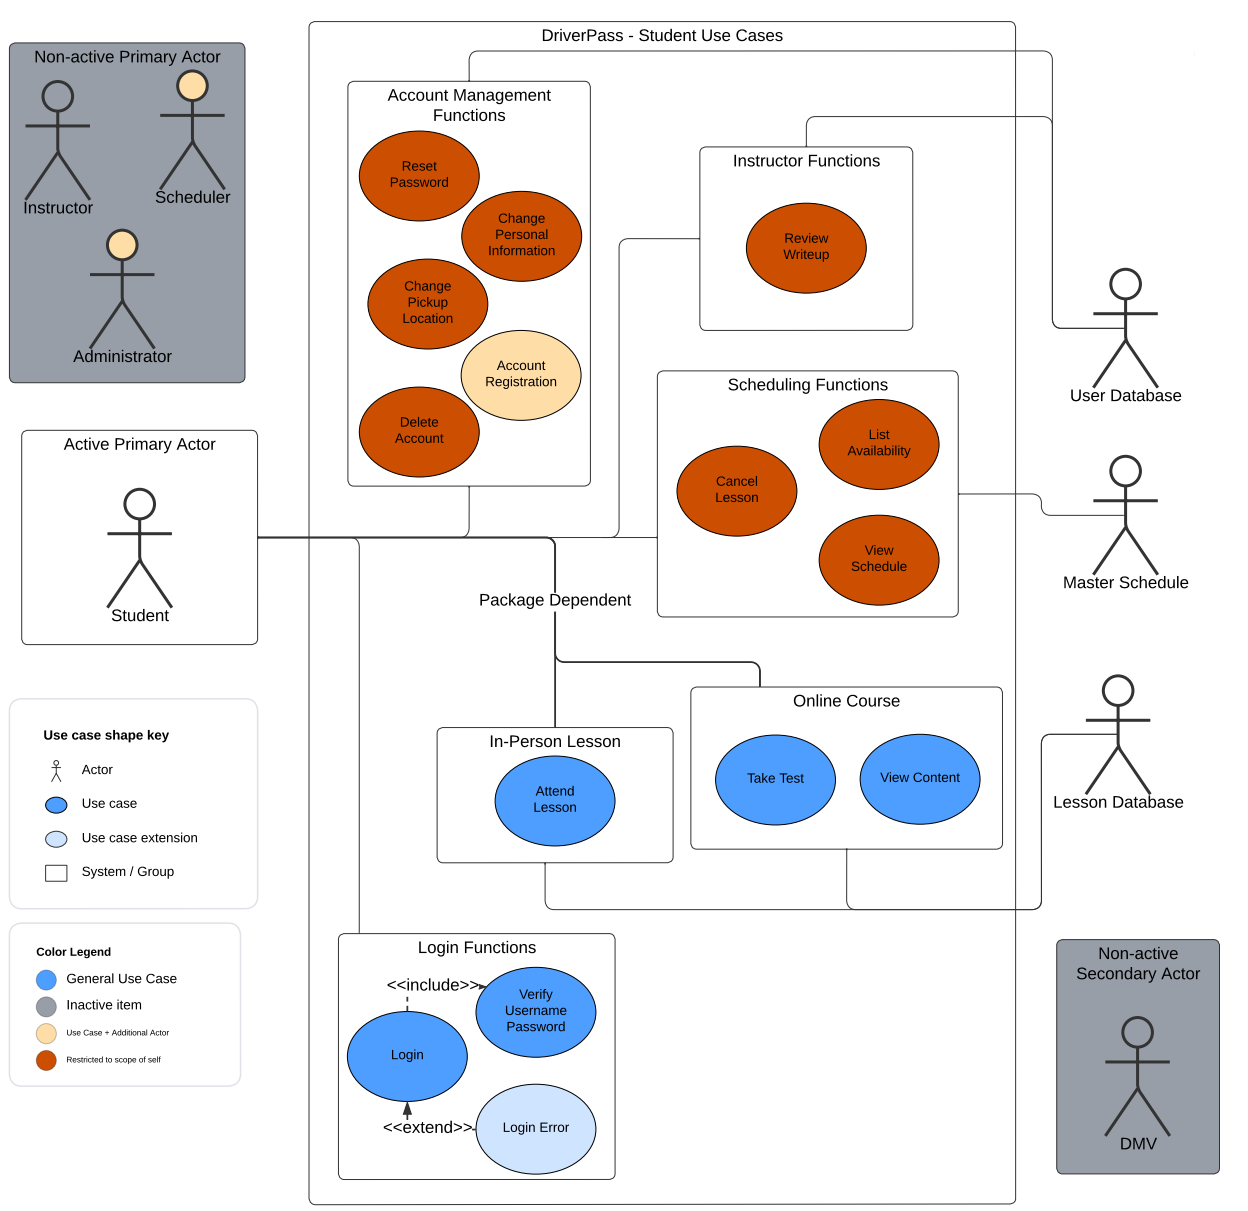 DriverPass - Student Use Cases
Non-active Primary Actor
Instructor
Scheduler
Administrator
Active Primary Actor
Student
Use case shape key
Actor
Use case
Use case extension
System / Group
Color Legend
General Use Case
Inactive item
Use Case + Additional Actor
Restricted to scope of self
Account Management
Functions
Reset
Password
Change
Personal
Information
Change
Pickup
Location
Account
Registration
Delete
Account
Instructor Functions
Review
Writeup
Scheduling Functions
List
Availability
Cancel
Lesson
View
Schedule
Package Dependent
In-Person Lesson
Attend
Lesson
Online Course
Take Test
View Content
Login Functions
<<include>>
Verify
Username
Password
Login
<<extend>>
Login Error
User Database
Master Schedule
Lesson Database
Non-active
Secondary Actor
DMV